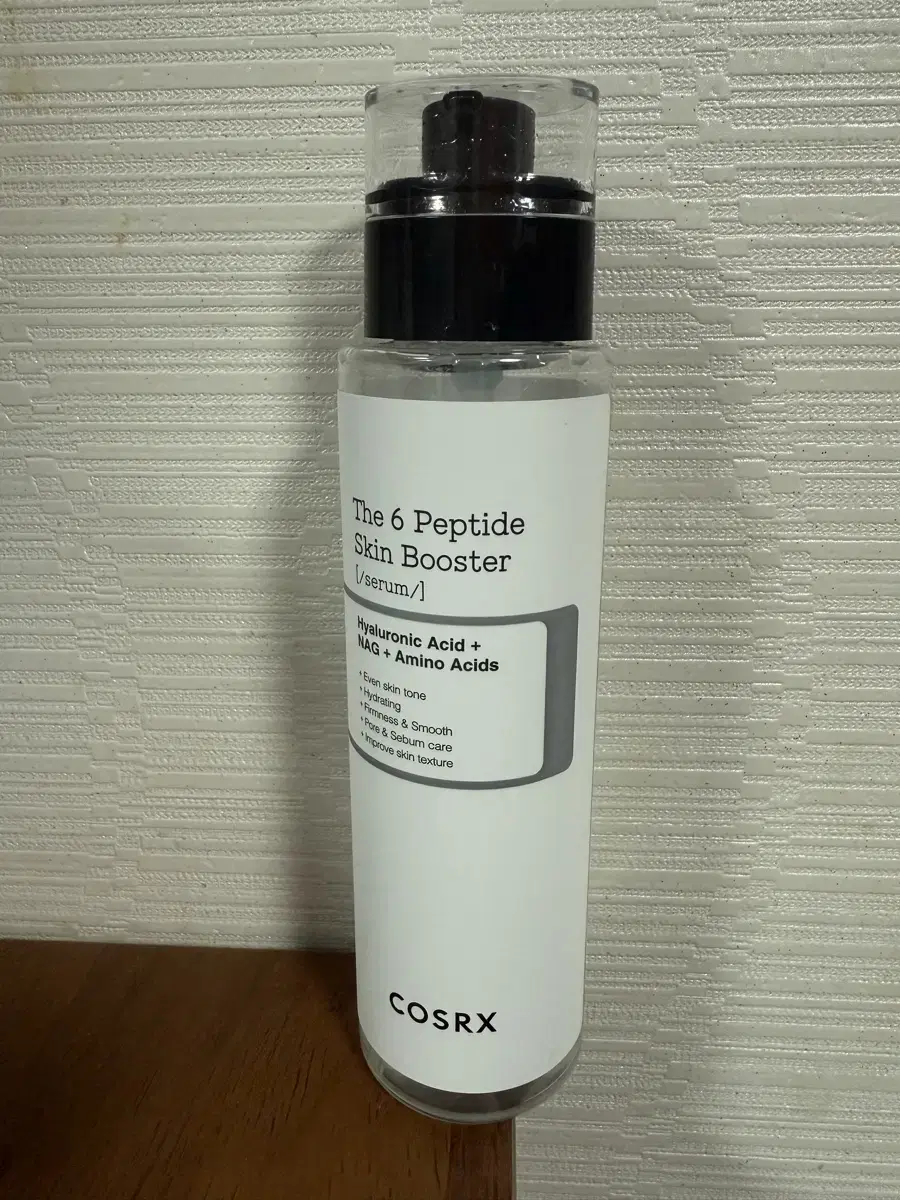 The 6 Peptide
Skin Booster
[/serum/]
Hyaluronic Acid +
NAG + Amino Acids
+ Even skin tone
+ Hydrating
+ Firmness & Smooth
+ Pore & Sebum care
+ Improve skin texture
COSRX